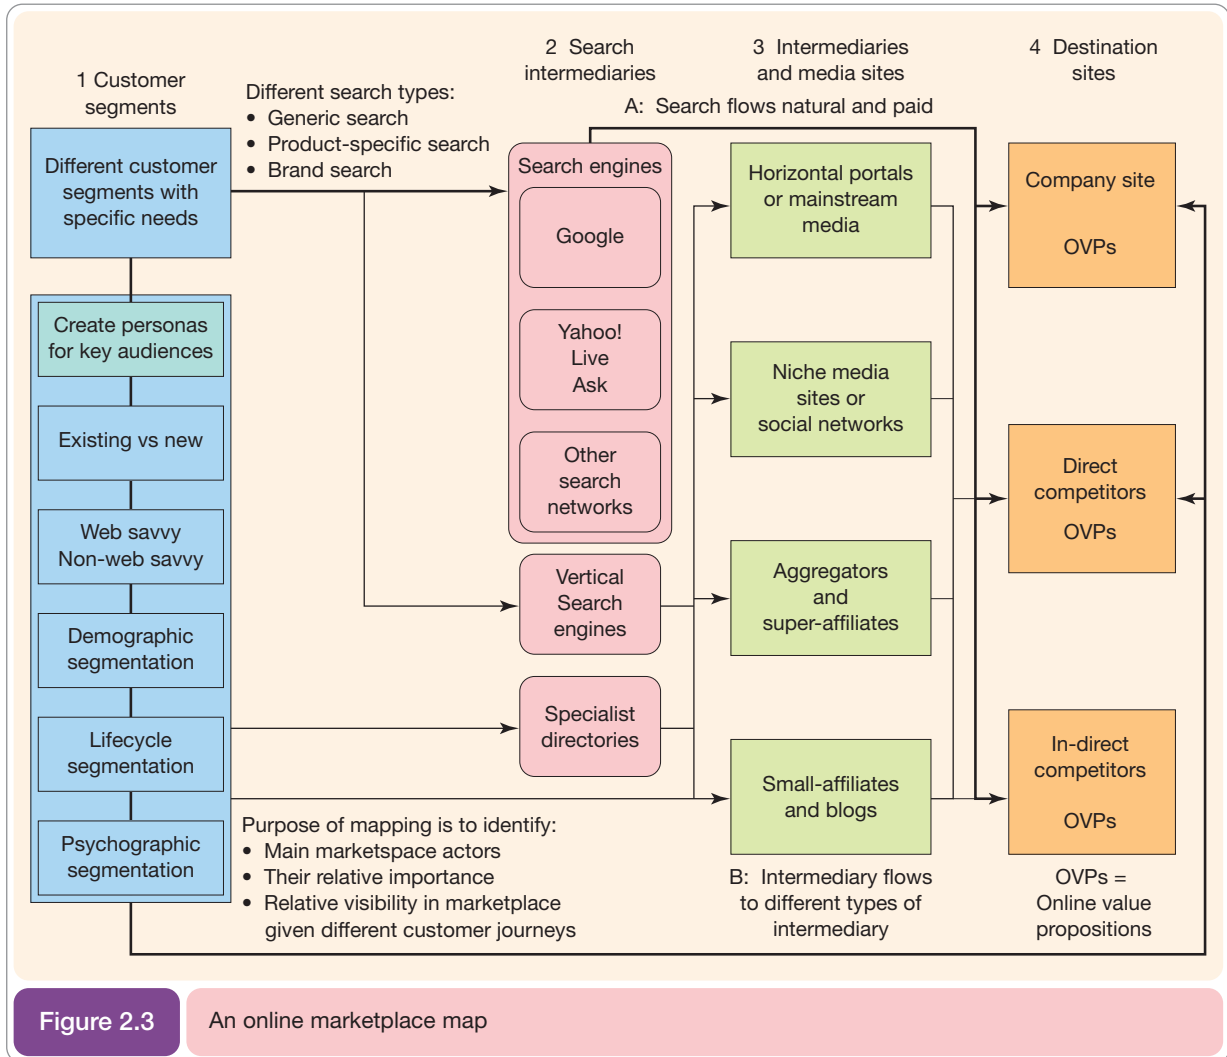 1 Customer
segments
Different customer
segments with
specific needs
Create personas
for key audiences
Existing vs new
Web savvy
Non-web savvy
Demographic
segmentation
Lifecycle
segmentation
Psychographic
segmentation
Different search types:
• Generic search
• Product-specific search
• Brand search
2 Search
intermediaries
Search engines
Google
Yahoo!
Live
Ask
Other
search
networks
Vertical
Search
engines
Specialist
directories
Purpose of mapping is to identify:
• Main marketspace actors
• Their relative importance
• Relative visibility in marketplace
given different customer journeys
3 Intermediaries
and media sites
A: Search flows natural and paid
Horizontal portals
or mainstream
media
Niche media
sites or
social networks
Aggregators
and
super-affiliates
Small-affiliates
and blogs
B: Intermediary flows
to different types of
intermediary
4 Destination
sites
Company site
OVPs
Direct
competitors
OVPs
In-direct
competitors
OVPs
OVPs =
Online value
propositions
Figure 2.3
An online marketplace map